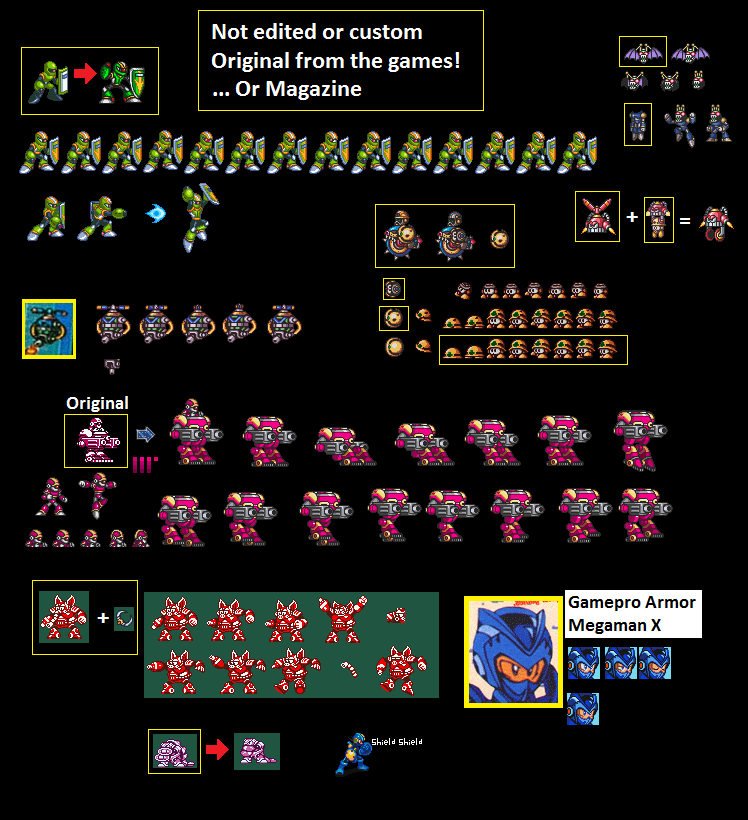 Not edited or custom
Original from the games!
... Or Magazine
+
=
Original
+
Gamepro Armor
Megaman X
Shield Shield